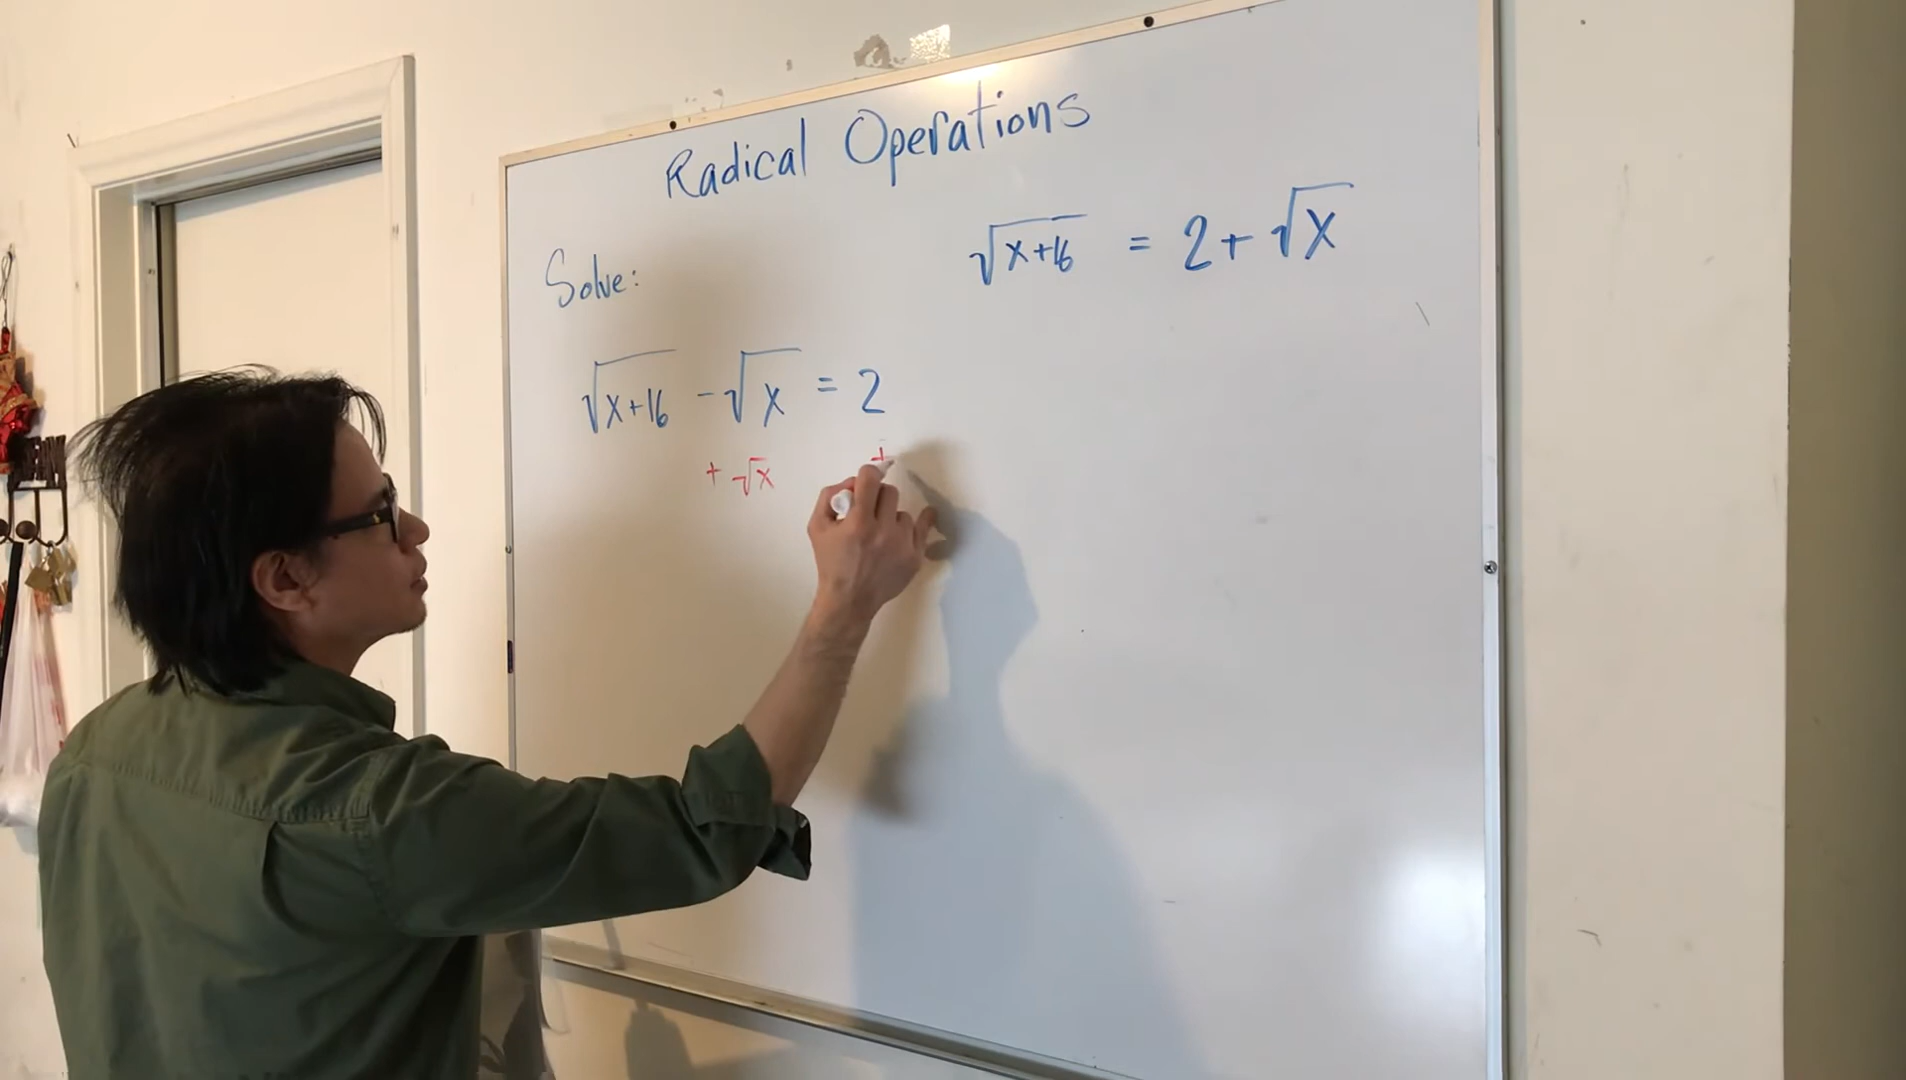 Radical Operations
Solve:
√(x+16) - √x = 2
+ √x +
√(x+16) = 2 + √x